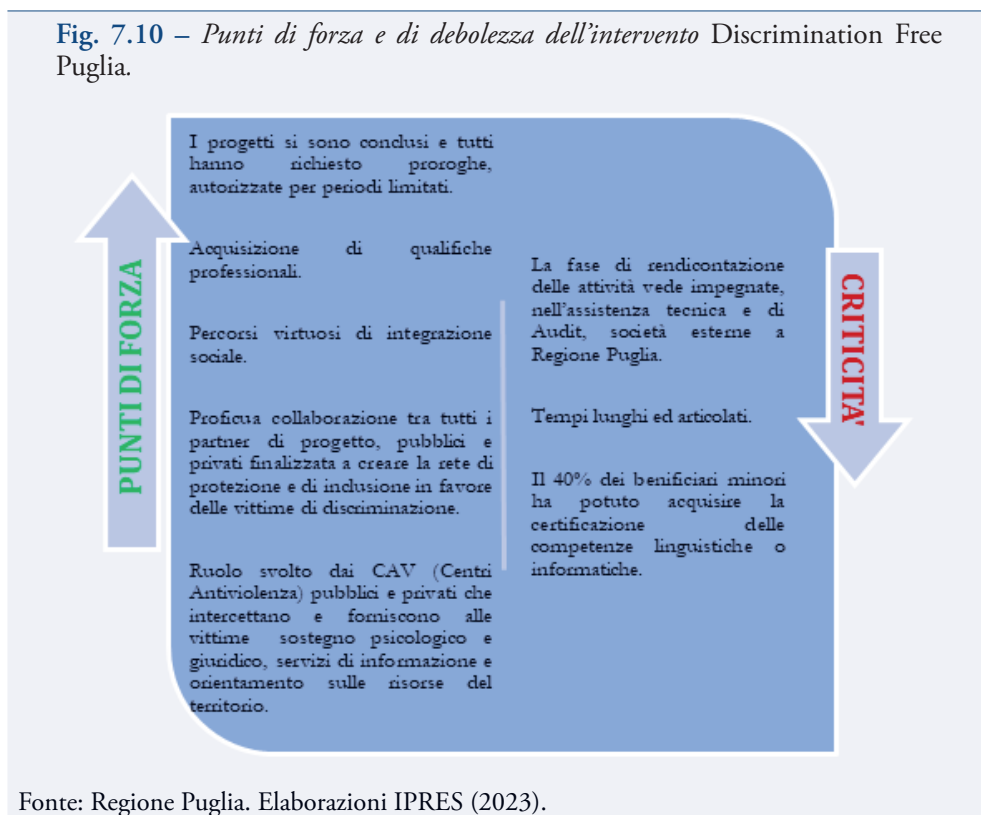 Fig. 7.10 – Punti di forza e di debolezza dell'intervento Discrimination Free
Puglia.
PUNTI DI FORZA
I progetti si sono conclusi e tutti
hanno richiesto proroghe,
autorizzate per periodi limitati.
Acquisizione di qualifiche
professionali.
Percorsi virtuosi di integrazione
sociale.
Proficua collaborazione tra tutti i
partner di progetto, pubblici e
privati finalizzata a creare la rete di
protezione e di inclusione in favore
delle vittime di discriminazione.
Ruolo svolto dai CAV (Centri
Antiviolenza) pubblici e privati che
intercettano e forniscono alle
vittime sostegno psicologico e
giuridico, servizi di informazione e
orientamento sulle risorse del
territorio.
La fase di rendicontazione
delle attività vede impegnate,
nell'assistenza tecnica e di
Audit, società esterne a
Regione Puglia.
Tempi lunghi ed articolati.
Il 40% dei benificiari minori
ha potuto acquisire la
certificazione delle
competenze linguistiche o
informatiche.
CRITICITA'
Fonte: Regione Puglia. Elaborazioni IPRES (2023).